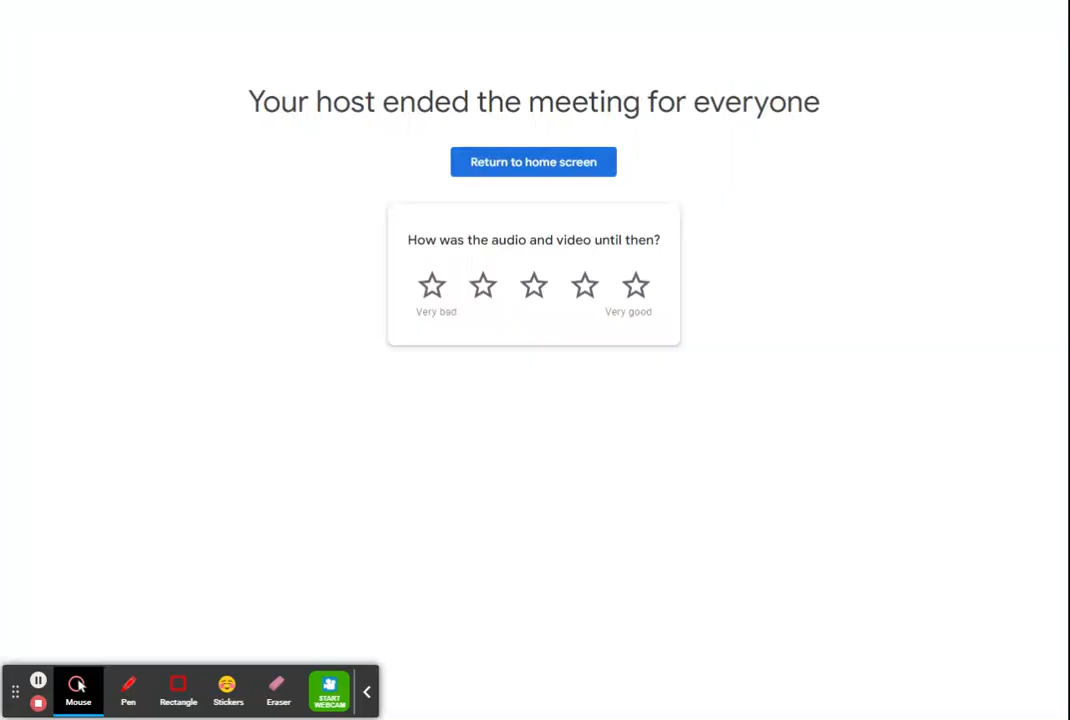 Your host ended the meeting for everyone
Return to home screen
How was the audio and video until then?
Very bad
Very good
Mouse
Pen
Rectangle
Stickers
Eraser
START
WEBCAM